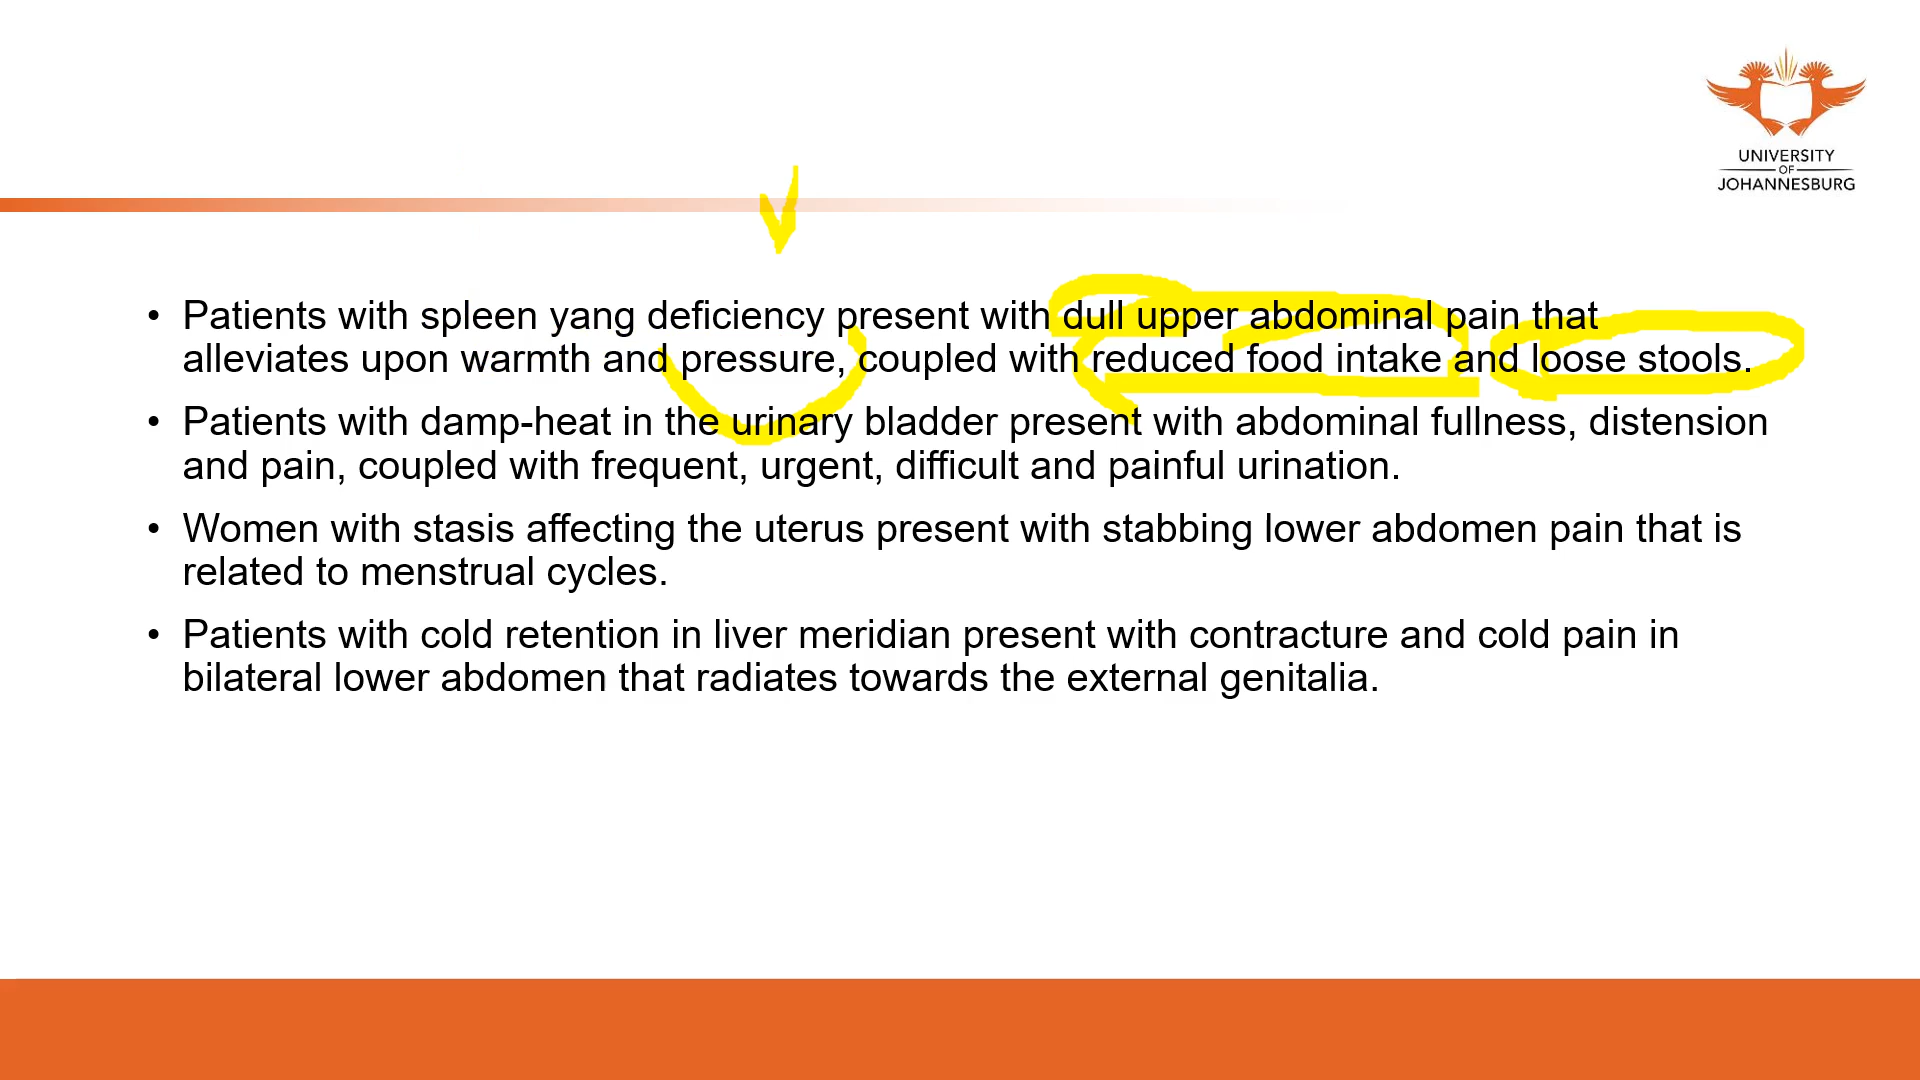 UNIVERSITY
OF
JOHANNESBURG
• Patients with spleen yang deficiency present with dull upper abdominal pain that
alleviates upon warmth and pressure, coupled with reduced food intake and loose stools.
• Patients with damp-heat in the urinary bladder present with abdominal fullness, distension
and pain, coupled with frequent, urgent, difficult and painful urination.
• Women with stasis affecting the uterus present with stabbing lower abdomen pain that is
related to menstrual cycles.
• Patients with cold retention in liver meridian present with contracture and cold pain in
bilateral lower abdomen that radiates towards the external genitalia.